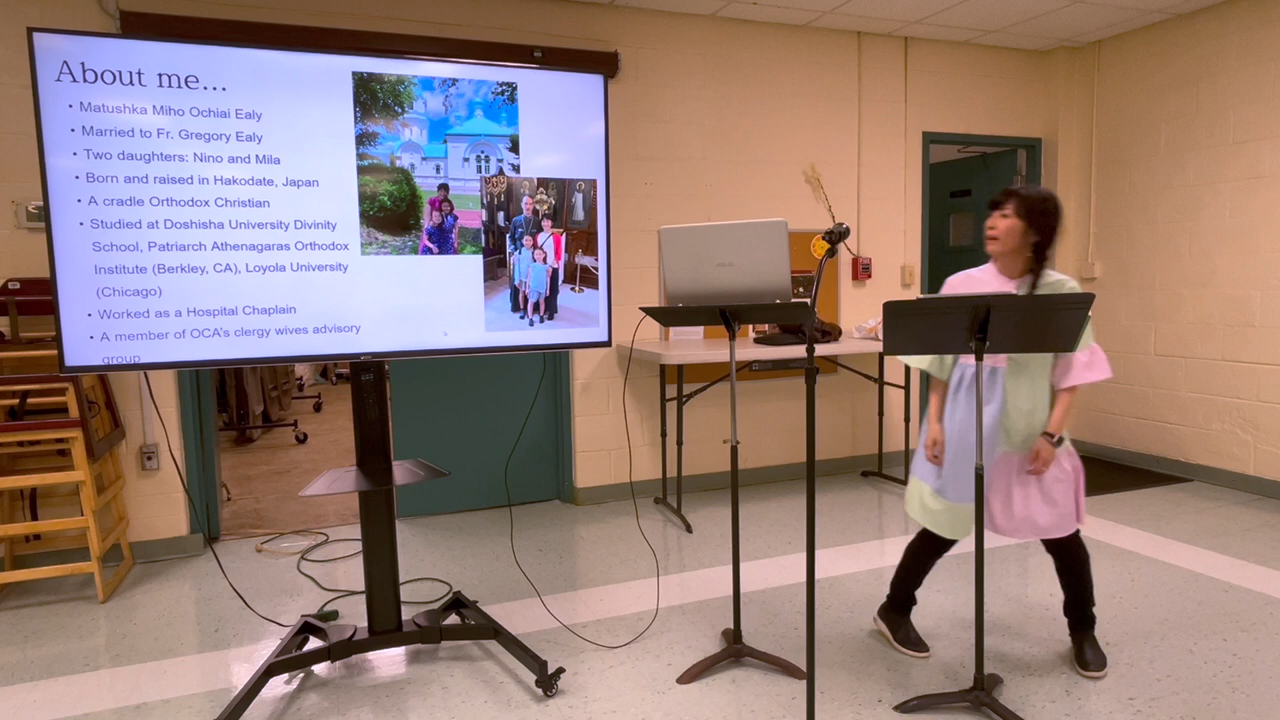 About me...
• Matushka Miho Ochiai Ealy
• Married to Fr. Gregory Ealy
• Two daughters: Nino and Mila
• Born and raised in Hakodate, Japan
• A cradle Orthodox Christian
• Studied at Doshisha University Divinity
School, Patriarch Athenagaras Orthodox
Institute (Berkley, CA), Loyola University
(Chicago)
• Worked as a Hospital Chaplain
• A member of OCA's clergy wives advisory
group